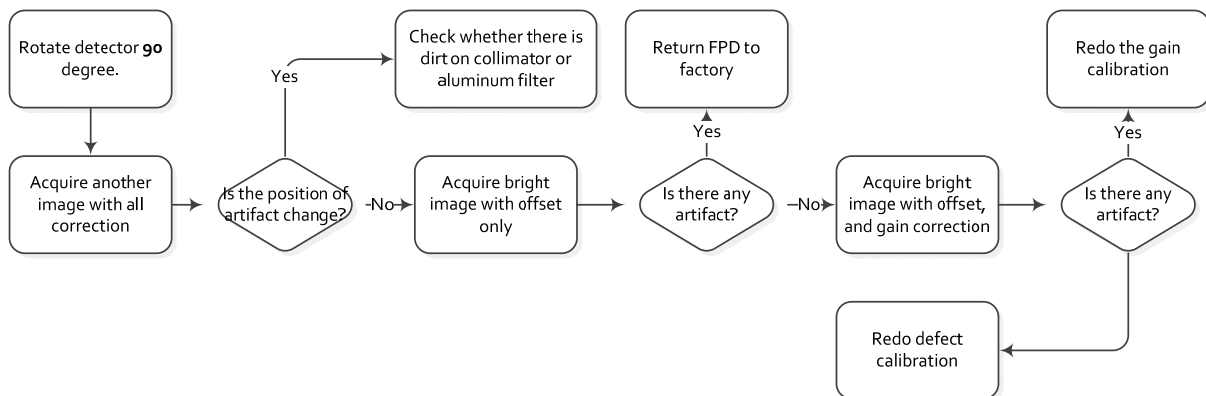 Rotate detector 90
degree.
Acquire another
image with all
correction
Yes
Is the position of
artifact change?
Check whether there is
dirt on collimator or
aluminum filter
No
Acquire bright
image with offset
only
Return FPD to
factory
Yes
Is there any
artifact?
No
Acquire bright
image with offset,
and gain correction
Redo the gain
calibration
Yes
Is there any
artifact?
Redo defect
calibration